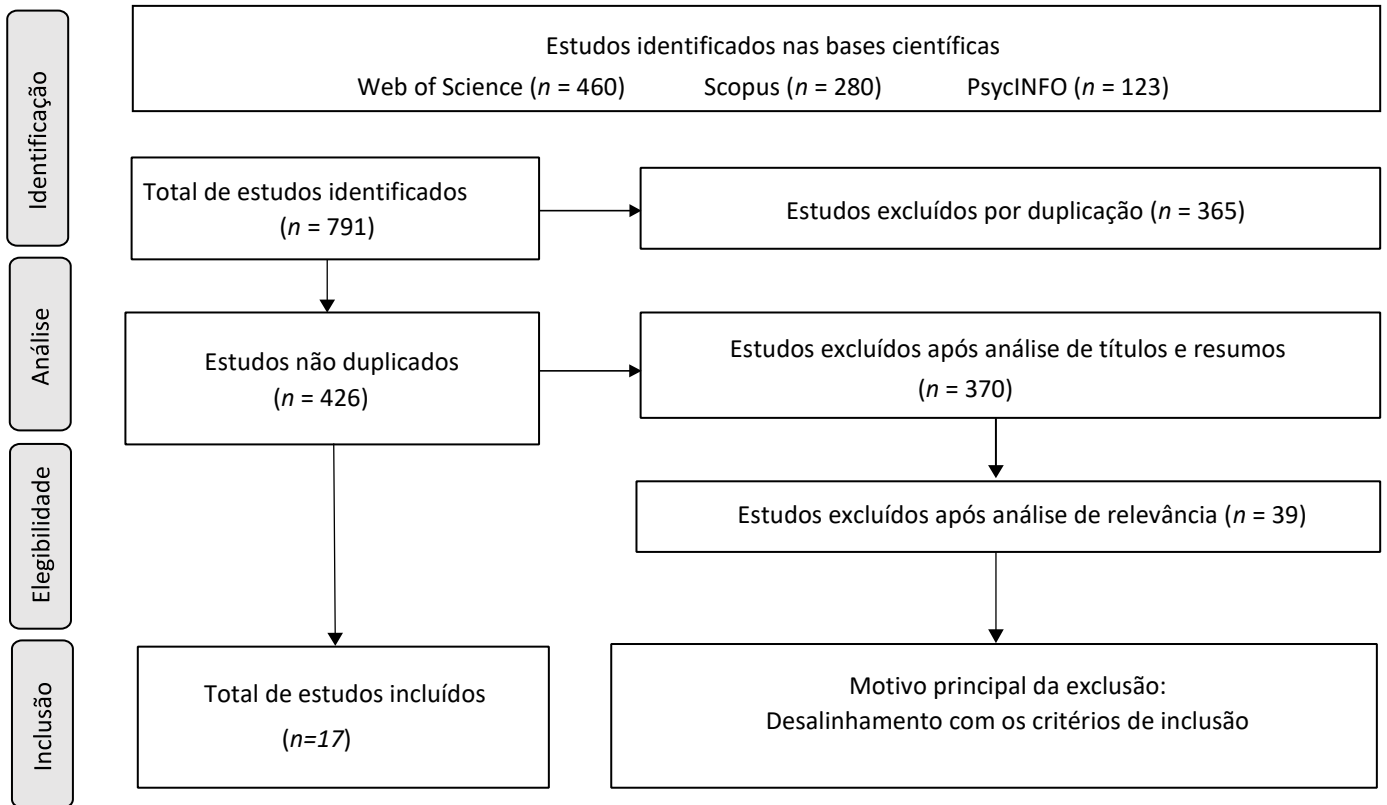 Identificação
Estudos identificados nas bases científicas
Web of Science (n = 460) Scopus (n = 280) PsycINFO (n = 123)
Total de estudos identificados
(n = 791)
Estudos excluídos por duplicação (n = 365)
Análise
Estudos não duplicados
(n = 426)
Estudos excluídos após análise de títulos e resumos
(n = 370)
Elegibilidade
Estudos excluídos após análise de relevância (n = 39)
Inclusão
Total de estudos incluídos
(n=17)
Motivo principal da exclusão:
Desalinhamento com os critérios de inclusão